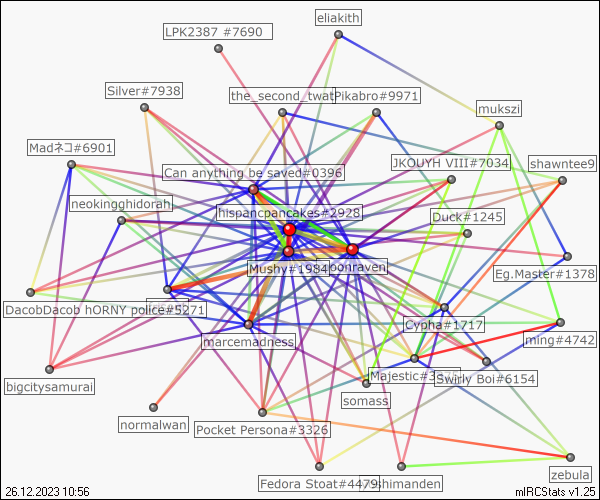 eliakith
LPK2387 #7690
Silver#7938
the_second_twat
Pikabro#9971
mukszi
Madネコ#6901
Can anything be saved#0396
JKOUYH VIII#7034
shawntee9
neokingghidorah
hispancpancakes#2928
Duck#1245
Mushy#1984
oonraven
Eg.Master#1378
DacobDacob hORNY police#5271
Cypha#1717
marcemadness
ming#4742
Majestic#3
Swirly Boi#6154
bigcitysamurai
somass
normalwan
Pocket Persona#3326
Fedora Stoat#4479
shimanden
zebula
26.12.2023 10:56
mIRCStats v1.25